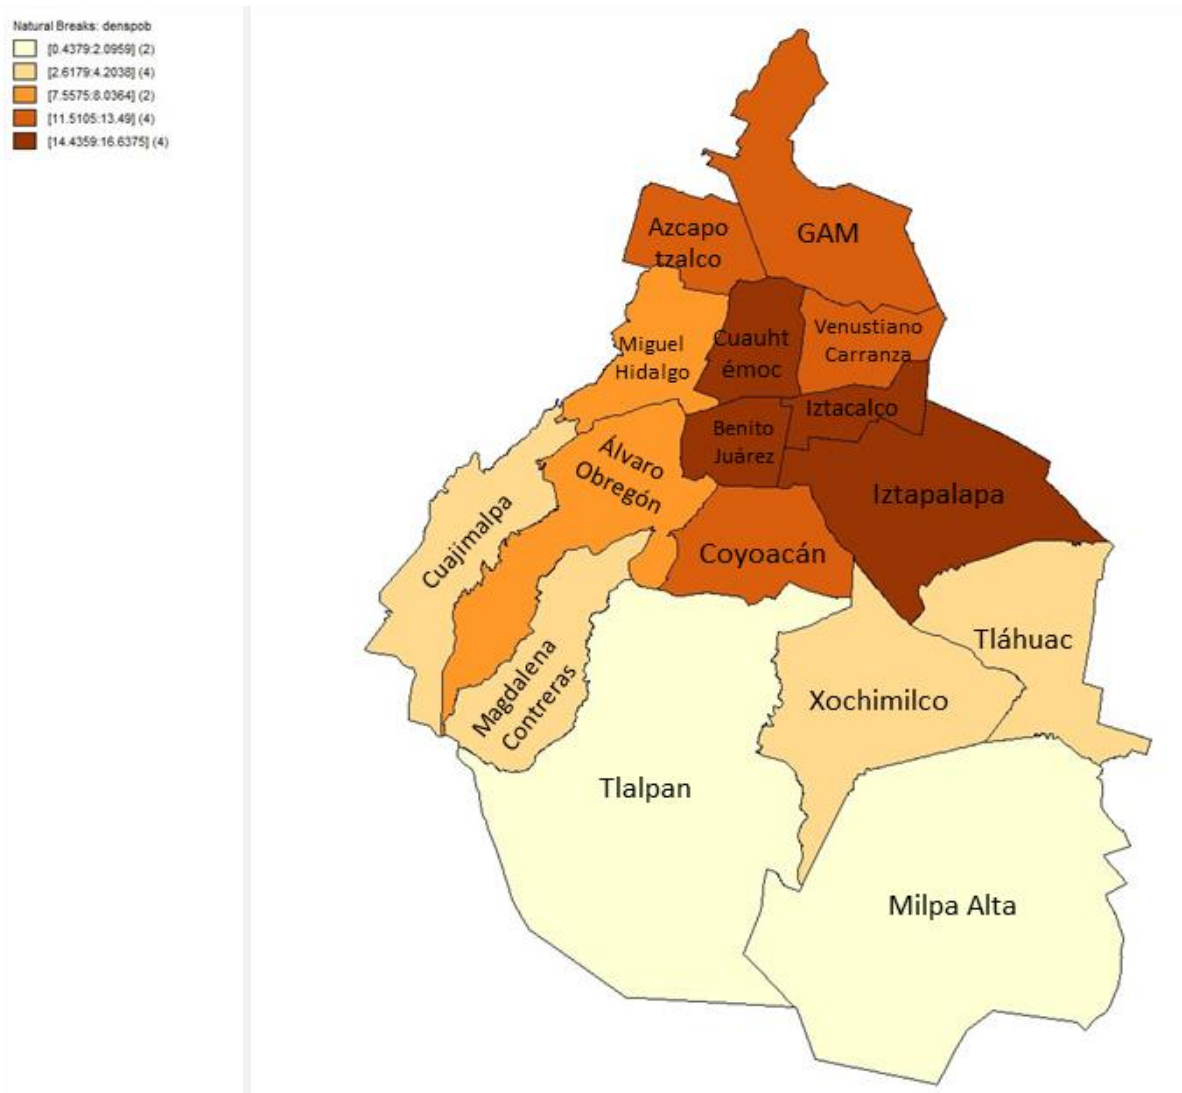 Natural Breaks: denspob
[0.4379:2.0959] (2)
[2.6179:4.2038] (4)
[7.5575:8.0364] (2)
[11.5105:13.49] (4)
[14.4359:16.6375] (4)
Azcapo
tzalco
GAM
Miguel
Hidalgo
Cuauht
émoc
Venustiano
Carranza
Iztacalco
Benito
Juárez
Álvaro
Obregón
Iztapalapa
Cuajimalpa
Coyoacán
Magdalena
Contreras
Tláhuac
Xochimilco
Tlalpan
Milpa Alta